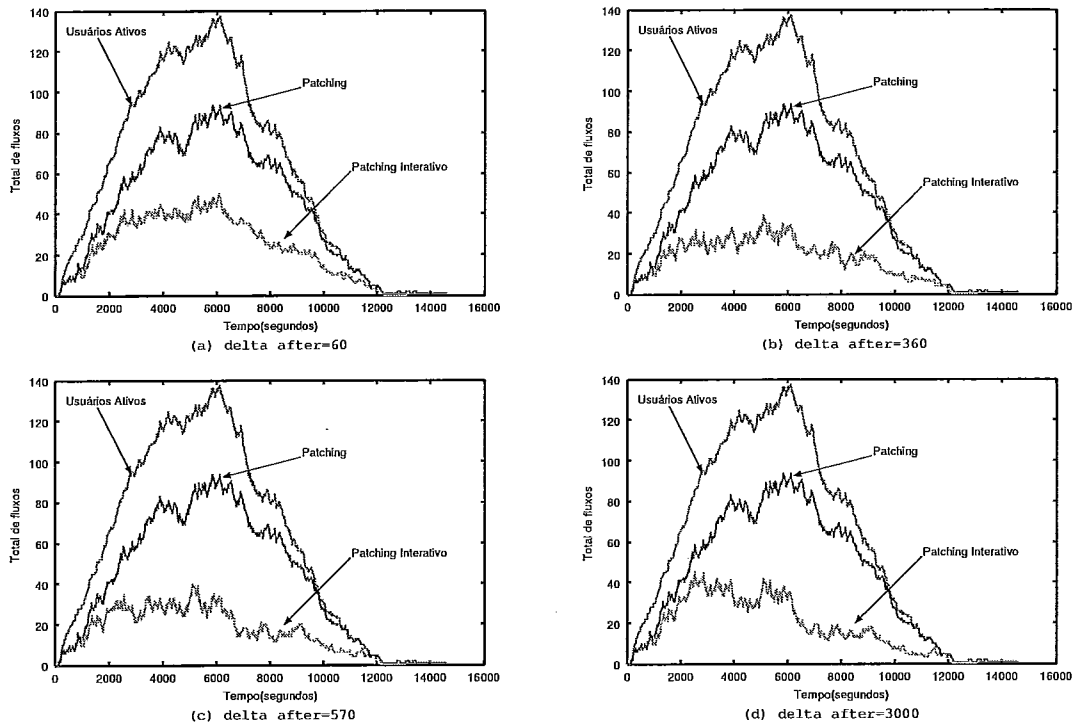 140
120
100
80
60
40
20
0
Total de fluxos
Usuários Ativos
Patching
Patching Interativo
0 2000 4000 6000 8000 10000 12000 14000 16000
Tempo(segundos)
(a) delta after=60
140
120
100
80
60
40
20
0
Total de fluxos
Usuários Ativos
Patching
Patching Interativo
0 2000 4000 6000 8000 10000 12000 14000 16000
Tempo(segundos)
(b) delta after=360
140
120
100
80
60
40
20
0
Total de fluxos
Usuários Ativos
Patching
Patching Interativo
0 2000 4000 6000 8000 10000 12000 14000 16000
Tempo(segundos)
(c) delta after=570
140
120
100
80
60
40
20
0
Total de fluxos
Usuários Ativos
Patching
Patching Interativo
0 2000 4000 6000 8000 10000 12000 14000 16000
Tempo(segundos)
(d) delta after=3000